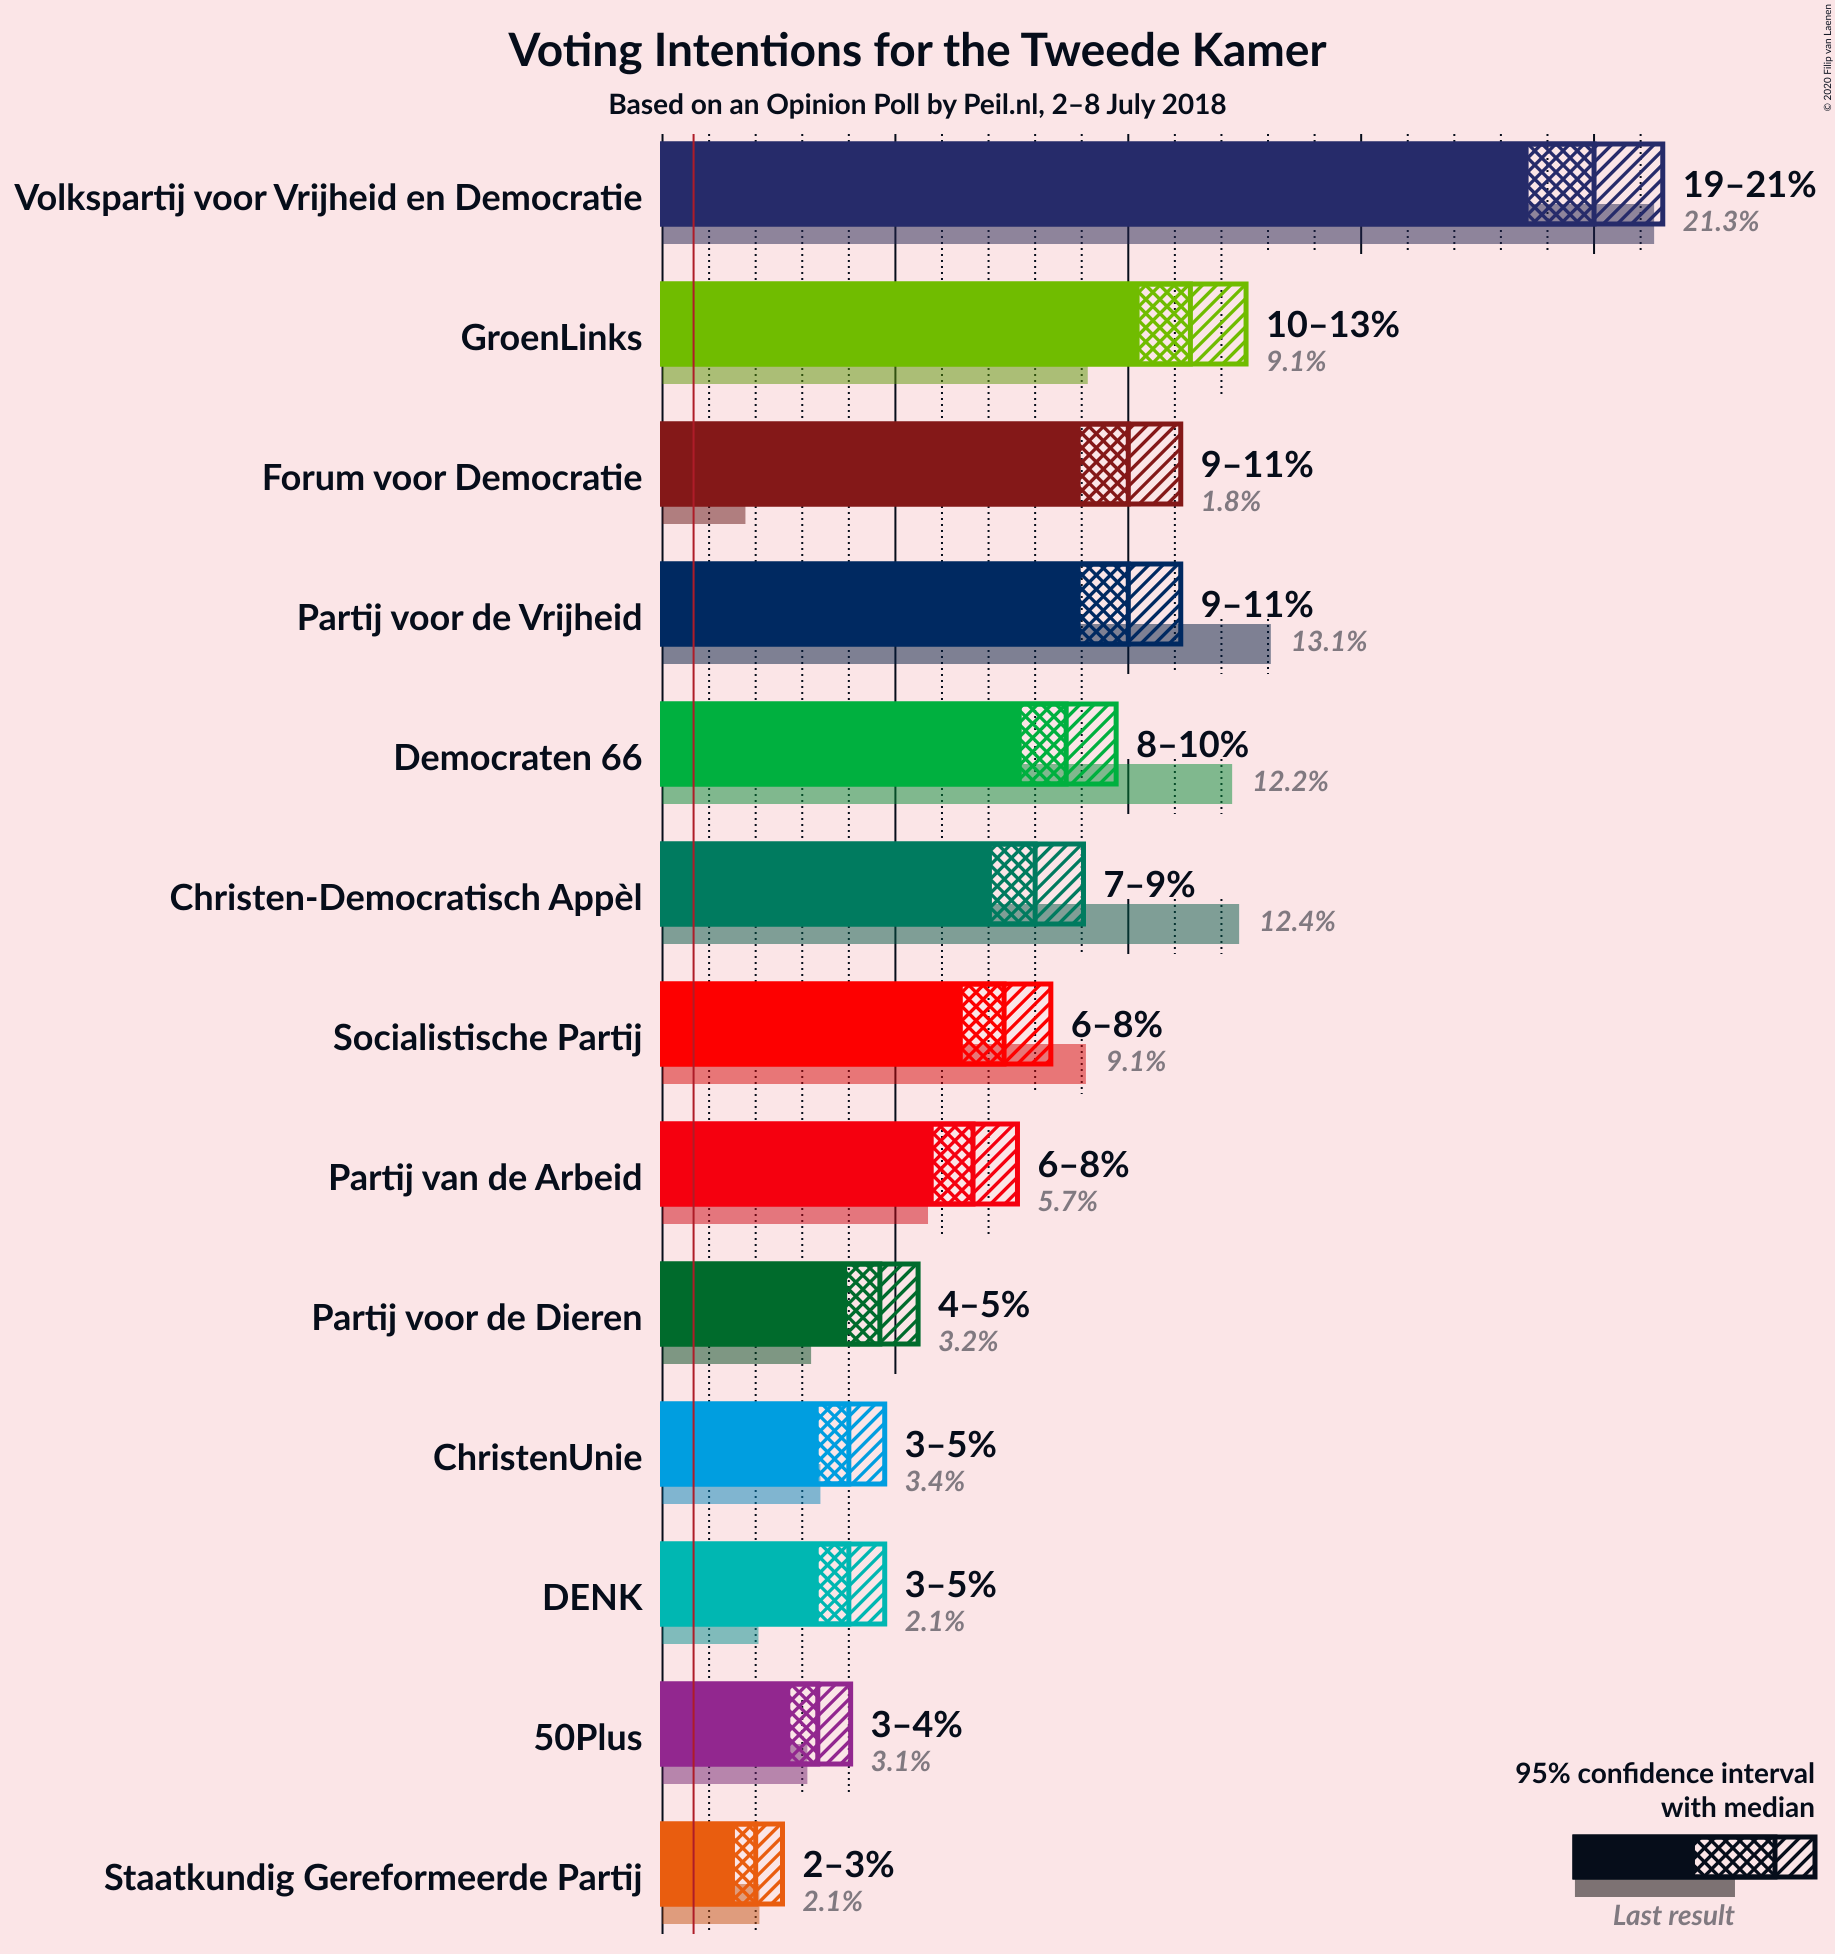 Voting Intentions for the Tweede Kamer
Based on an Opinion Poll by Peil.nl, 2–8 July 2018
© 2020 Filip van Laenen
Volkspartij voor Vrijheid en Democratie
19–21%
21.3%
GroenLinks
10–13%
9.1%
Forum voor Democratie
9–11%
1.8%
Partij voor de Vrijheid
9–11%
13.1%
Democraten 66
8–10%
12.2%
Christen-Democratisch Appèl
7–9%
12.4%
Socialistische Partij
6–8%
9.1%
Partij van de Arbeid
6–8%
5.7%
Partij voor de Dieren
4–5%
3.2%
ChristenUnie
3–5%
3.4%
DENK
3–5%
2.1%
50Plus
3–4%
3.1%
Staatkundig Gereformeerde Partij
2–3%
2.1%
95% confidence interval
with median
Last result